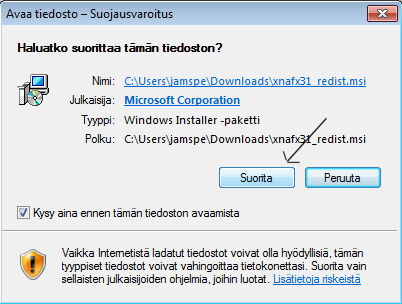 Avaa tiedosto – Suojausvaroitus
Haluatko suorittaa tämän tiedoston?
Nimi: C:\Users\jamspe\Downloads\xnafx31_redist.msi
Julkaisija: Microsoft Corporation
Tyyppi: Windows Installer -paketti
Polku: C:\Users\jamspe\Downloads\xnafx31_redist.msi
Suorita Peruuta
Kysy aina ennen tämän tiedoston avaamista
Vaikka Internetistä ladatut tiedostot voivat olla hyödyllisiä, tämän
tyyppiset tiedostot voivat vahingoittaa tietokonettasi. Suorita vain
sellaisten julkaisijoiden ohjelmia, joihin luotat. Lisätietoja riskeistä